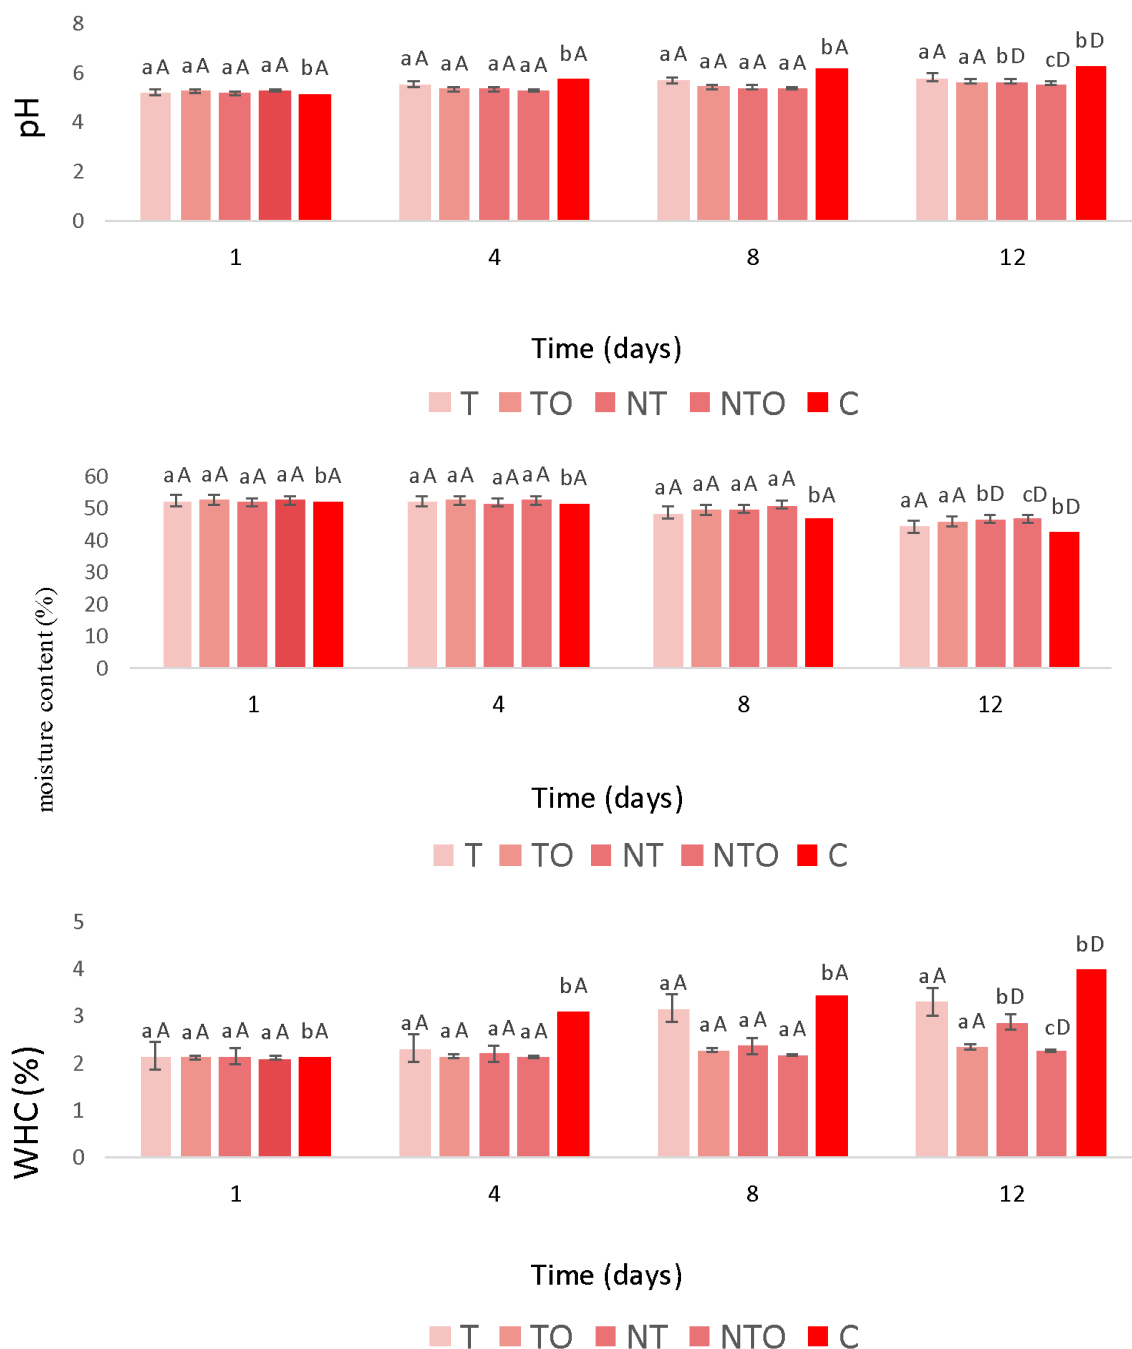 8
6
4
2
0
pH
aA aA aA aA bA
aA aA aA aA bA
aA aA aA aA bA
aA aA bD cD bD
1 4 8 12
Time (days)
T TO NT NTO C
60
50
40
30
20
10
0
moisture content (%)
aA aA aA aA bA
aA aA aA aA bA
aA aA aA aA bA
aA aA bD cD bD
1 4 8 12
Time (days)
T TO NT NTO C
5
4
3
2
1
0
WHC (%)
aA aA aA aA bA
aA aA aA aA bA
aA aA aA aA bA
aA aA bD cD bD
1 4 8 12
Time (days)
T TO NT NTO C